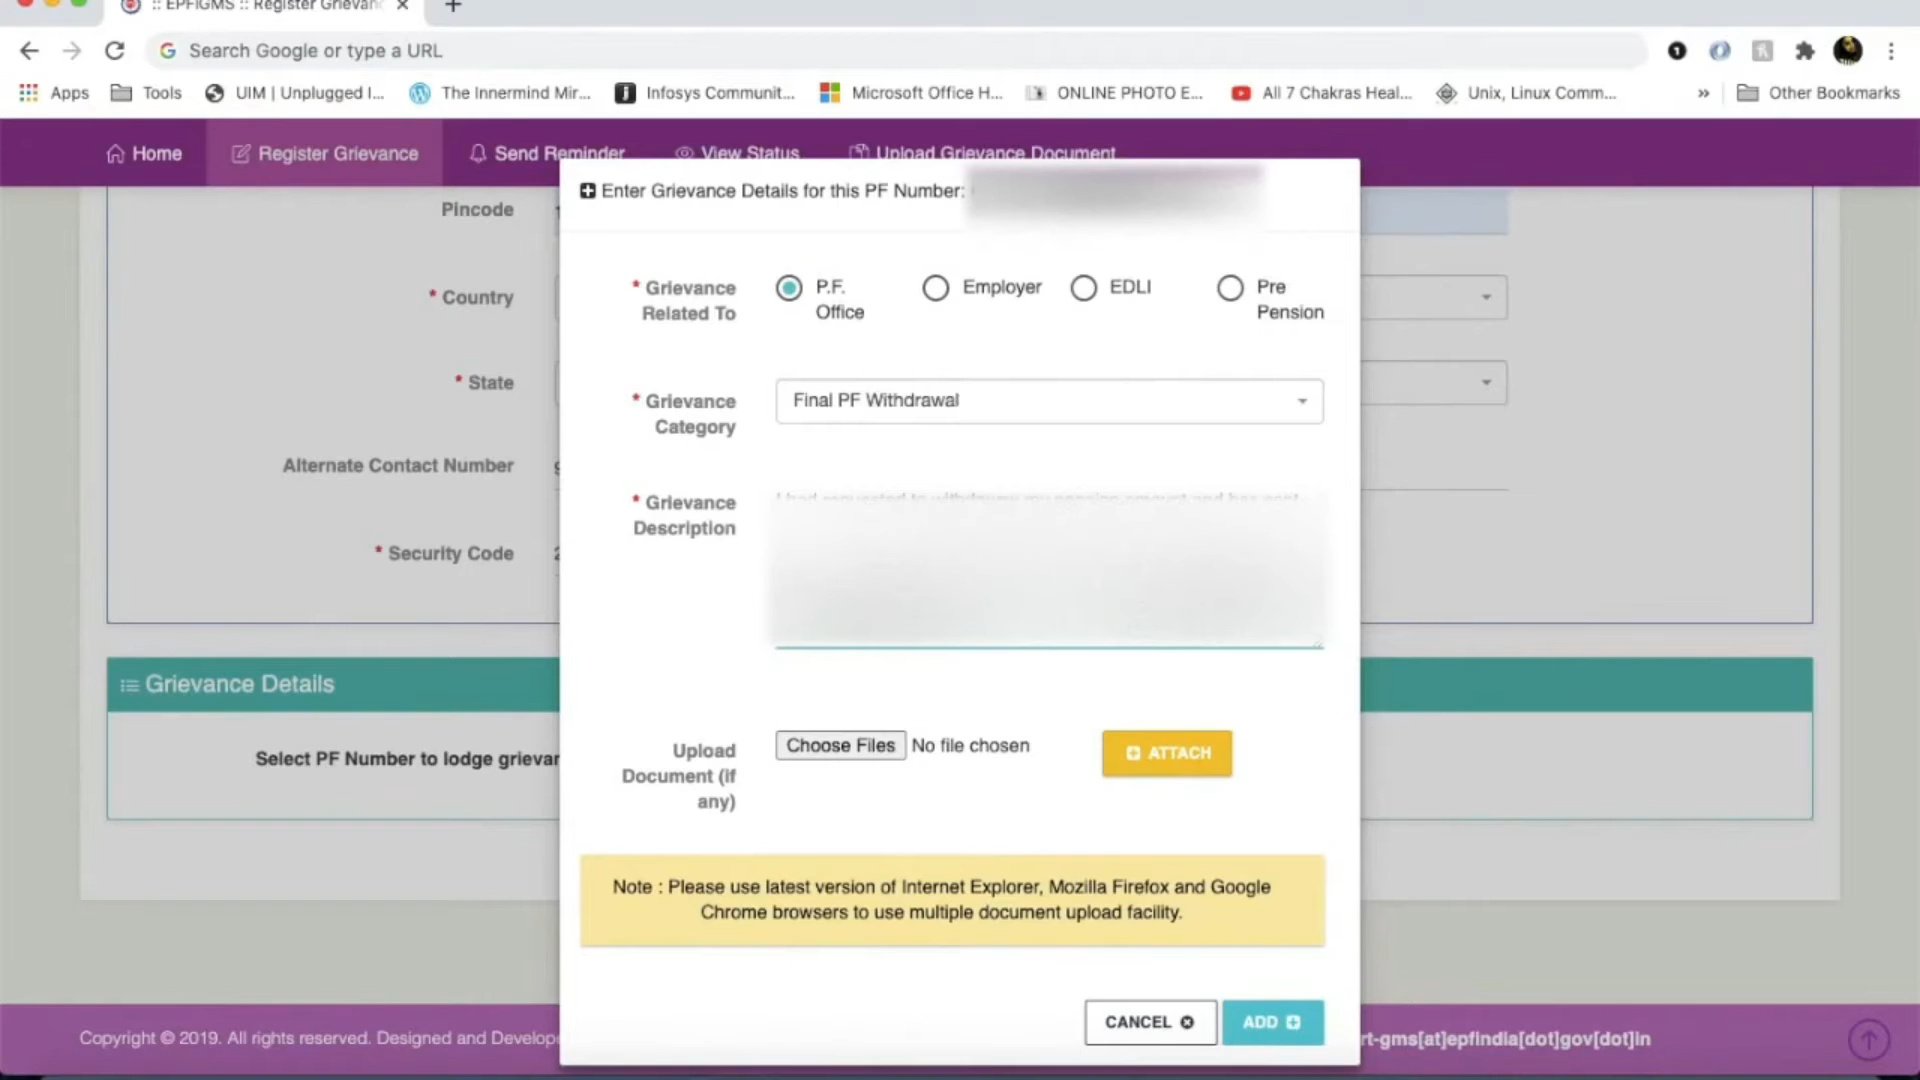 :: EPFiGMS :: Register Grievanc
Search Google or type a URL
Apps
Tools
UIM | Unplugged I...
The Innermind Mir...
Infosys Communit...
Microsoft Office H...
ONLINE PHOTO E...
All 7 Chakras Heal...
Unix, Linux Comm...
»
Other Bookmarks
Home
Register Grievance
Send Reminder
View Status
Upload Grievance Document
Enter Grievance Details for this PF Number:
Pincode
* Country
* State
Alternate Contact Number
* Security Code
* Grievance
Related To
P.F.
Office
Employer
EDLI
Pre
Pension
* Grievance
Category
Final PF Withdrawal
* Grievance
Description
Grievance Details
Select PF Number to lodge grievan
Upload
Document (if
any)
Choose Files No file chosen
ATTACH
Note : Please use latest version of Internet Explorer, Mozilla Firefox and Google
Chrome browsers to use multiple document upload facility.
CANCEL
ADD
Copyright © 2019. All rights reserved. Designed and Develope
rt-gms[at]epfindia[dot]gov[dot]in